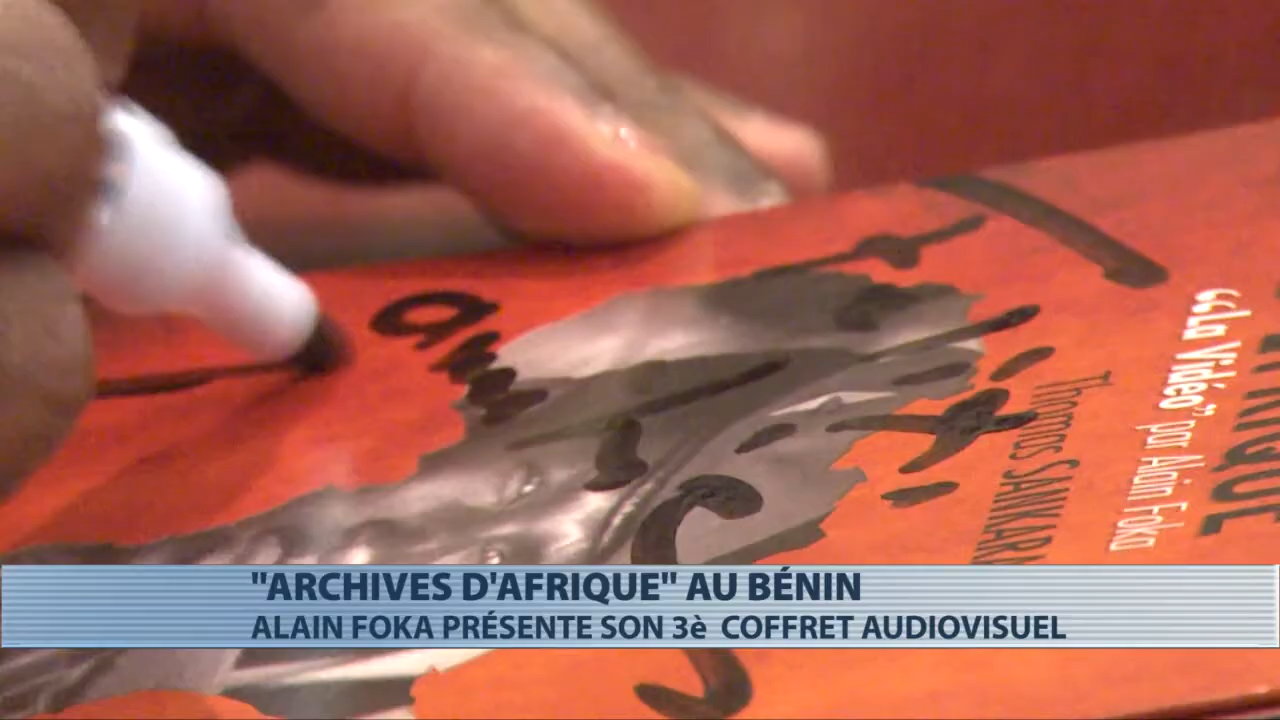 "ARCHIVES D'AFRIQUE" AU BÉNIN
ALAIN FOKA PRÉSENTE SON 3è COFFRET AUDIOVISUEL
“La Vidéo” par Alain Foka
Thomas SANKARA